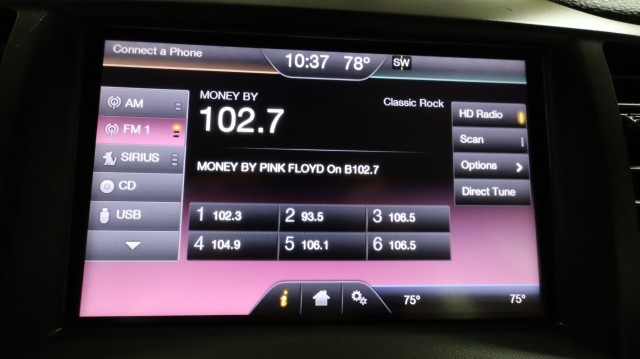 Connect a Phone
10:37 78° SW
AM
FM 1
SIRIUS
CD
USB
MONEY BY
102.7
Classic Rock
MONEY BY PINK FLOYD On B102.7
1 102.3 2 93.5 3 106.5
4 104.9 5 106.1 6 106.5
HD Radio
Scan
Options
Direct Tune
i
75° 75°